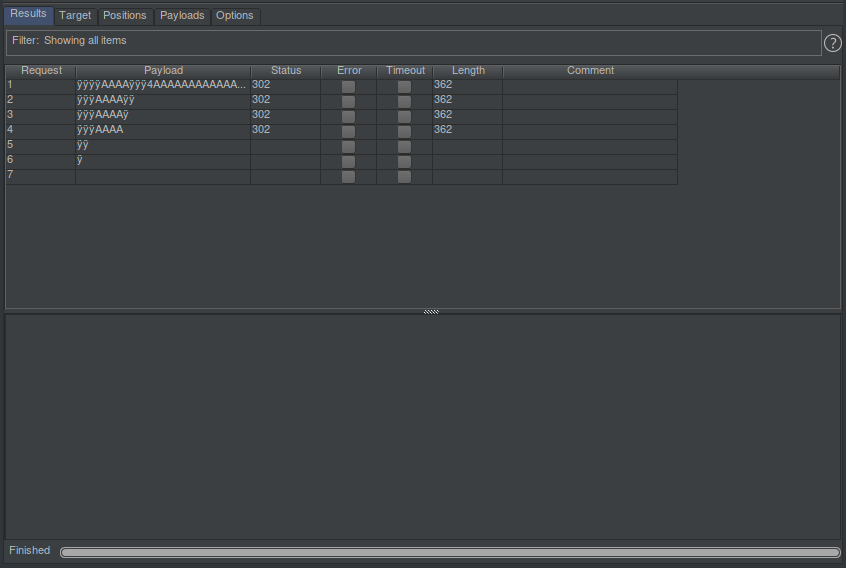 Results Target Positions Payloads Options
Filter: Showing all items
?
Request Payload Status Error Timeout Length Comment
1 ÿÿÿÿAAAAÿÿÿ4AAAAAAAAAAAA... 302 362
2 ÿÿÿAAAAÿÿ 302 362
3 ÿÿÿAAAAÿ 302 362
4 ÿÿÿAAAA 302 362
5 ÿÿ
6 ÿ
7
Finished